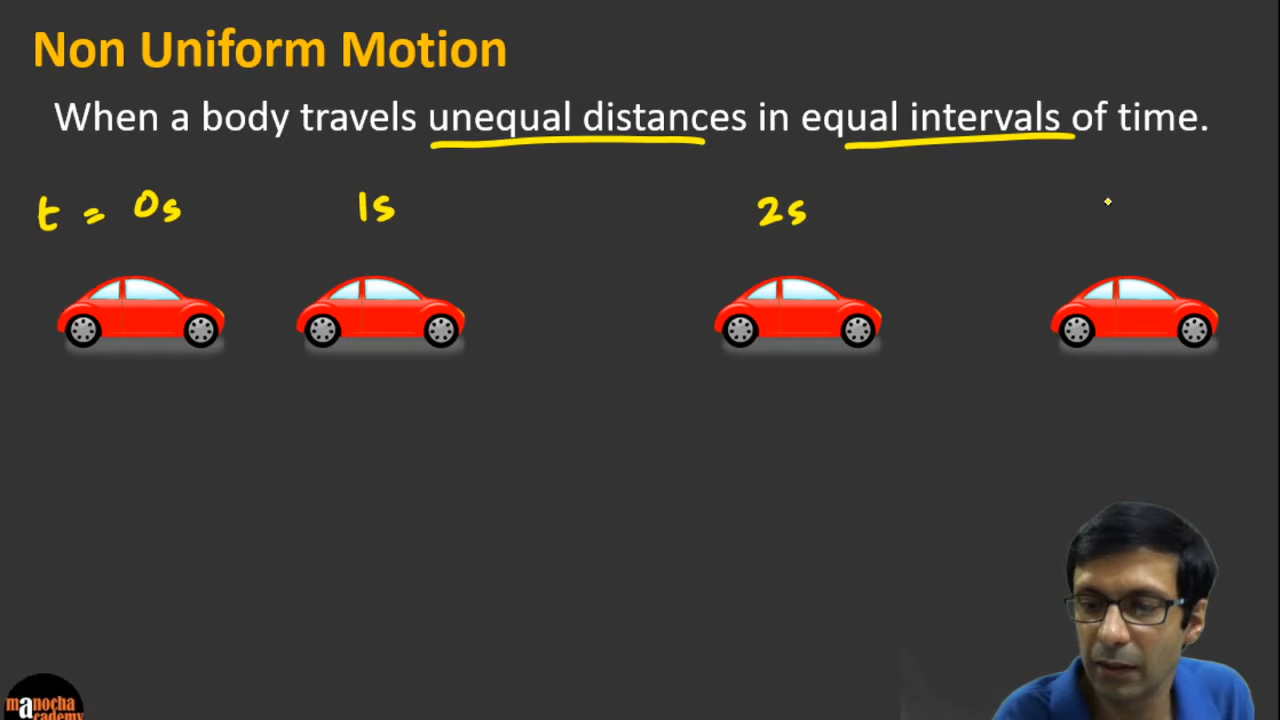 Non Uniform Motion
When a body travels unequal distances in equal intervals of time.
t = 0s 1s 2s
manocha
academy